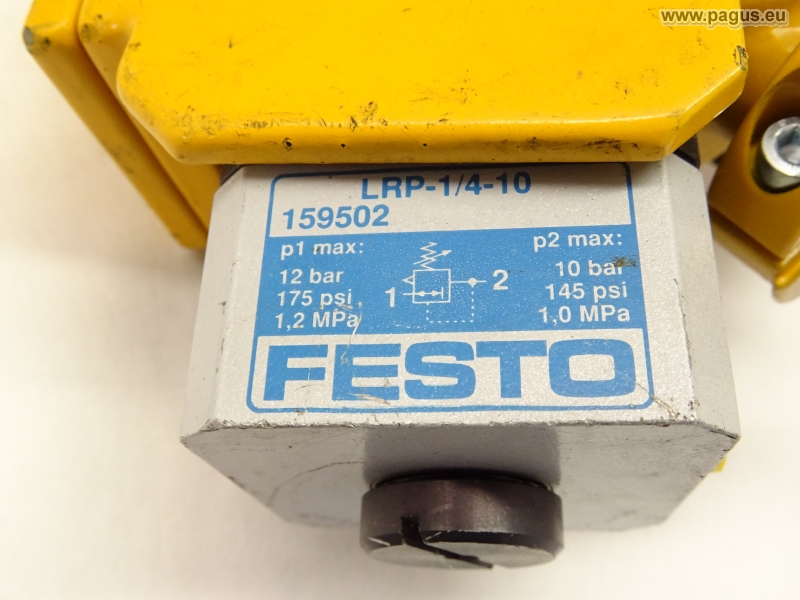 www.pagus.eu
LRP-1/4-10
159502
p1 max:
12 bar
175 psi
1,2 MPa
1
2
p2 max:
10 bar
145 psi
1,0 MPa
FESTO